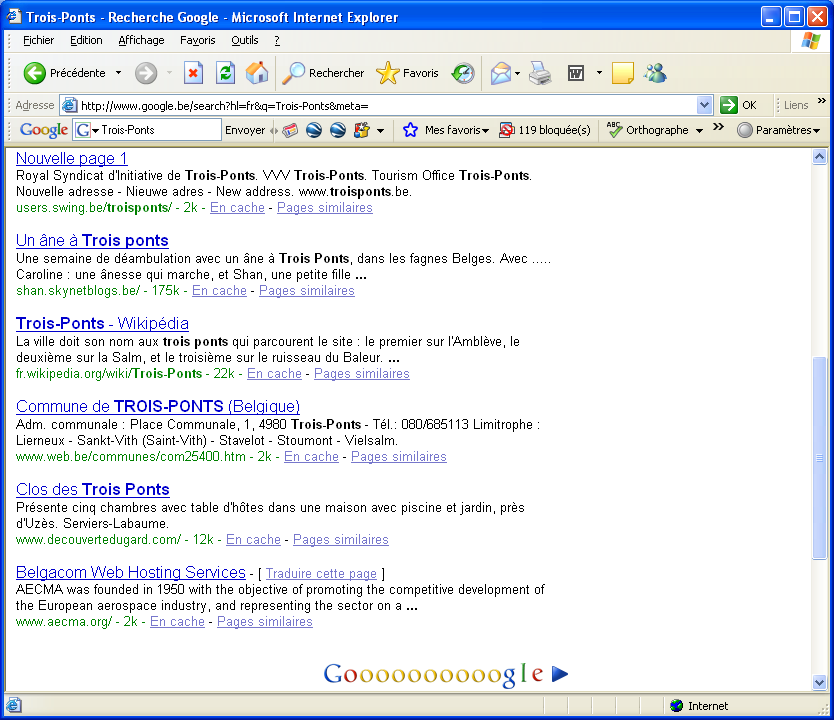 Trois-Ponts - Recherche Google - Microsoft Internet Explorer
Fichier Edition Affichage Favoris Outils ?
Précédente Rechercher Favoris
Adresse http://www.google.be/search?hl=fr&q=Trois-Ponts&meta= OK Liens »
Google G Trois-Ponts Envoyer Mes favoris 119 bloquée(s) ABC Orthographe » Paramètres
Nouvelle page 1
Royal Syndicat d'Initiative de Trois-Ponts. VVV Trois-Ponts. Tourism Office Trois-Ponts.
Nouvelle adresse - Nieuwe adres - New address. www.troisponts.be.
users.swing.be/troisponts/ - 2k - En cache - Pages similaires
Un âne à Trois ponts
Une semaine de déambulation avec un âne à Trois Ponts, dans les fagnes Belges. Avec .....
Caroline : une ânesse qui marche, et Shan, une petite fille ...
shan.skynetblogs.be/ - 175k - En cache - Pages similaires
Trois-Ponts - Wikipédia
La ville doit son nom aux trois ponts qui parcourent le site : le premier sur l'Amblève, le
deuxième sur la Salm, et le troisième sur le ruisseau du Baleur. ...
fr.wikipedia.org/wiki/Trois-Ponts - 22k - En cache - Pages similaires
Commune de TROIS-PONTS (Belgique)
Adm. communale : Place Communale, 1, 4980 Trois-Ponts - Tél.: 080/685113 Limitrophe :
Lierneux - Sankt-Vith (Saint-Vith) - Stavelot - Stoumont - Vielsalm.
www.web.be/communes/com25400.htm - 2k - En cache - Pages similaires
Clos des Trois Ponts
Présente cinq chambres avec table d'hôtes dans une maison avec piscine et jardin, près
d'Uzès. Serviers-Labaume.
www.decouvertedugard.com/ - 12k - En cache - Pages similaires
Belgacom Web Hosting Services - [ Traduire cette page ]
AECMA was founded in 1950 with the objective of promoting the competitive development of
the European aerospace industry, and representing the sector on a ...
www.aecma.org/ - 2k - En cache - Pages similaires
Goooooooooogle
Internet